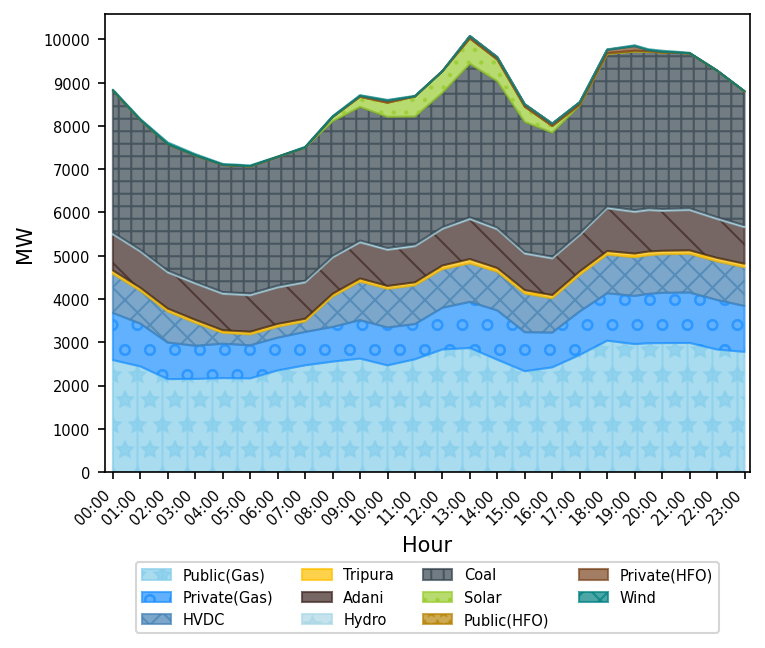 10000
9000
8000
7000
6000
5000
4000
3000
2000
1000
0
MW
00:00 01:00 02:00 03:00 04:00 05:00 06:00 07:00 08:00 09:00 10:00 11:00 12:00 13:00 14:00 15:00 16:00 17:00 18:00 19:00 20:00 21:00 22:00 23:00
Hour
Public(Gas) Tripura Coal Private(HFO)
Private(Gas) Adani Solar Wind
HVDC Hydro Public(HFO)